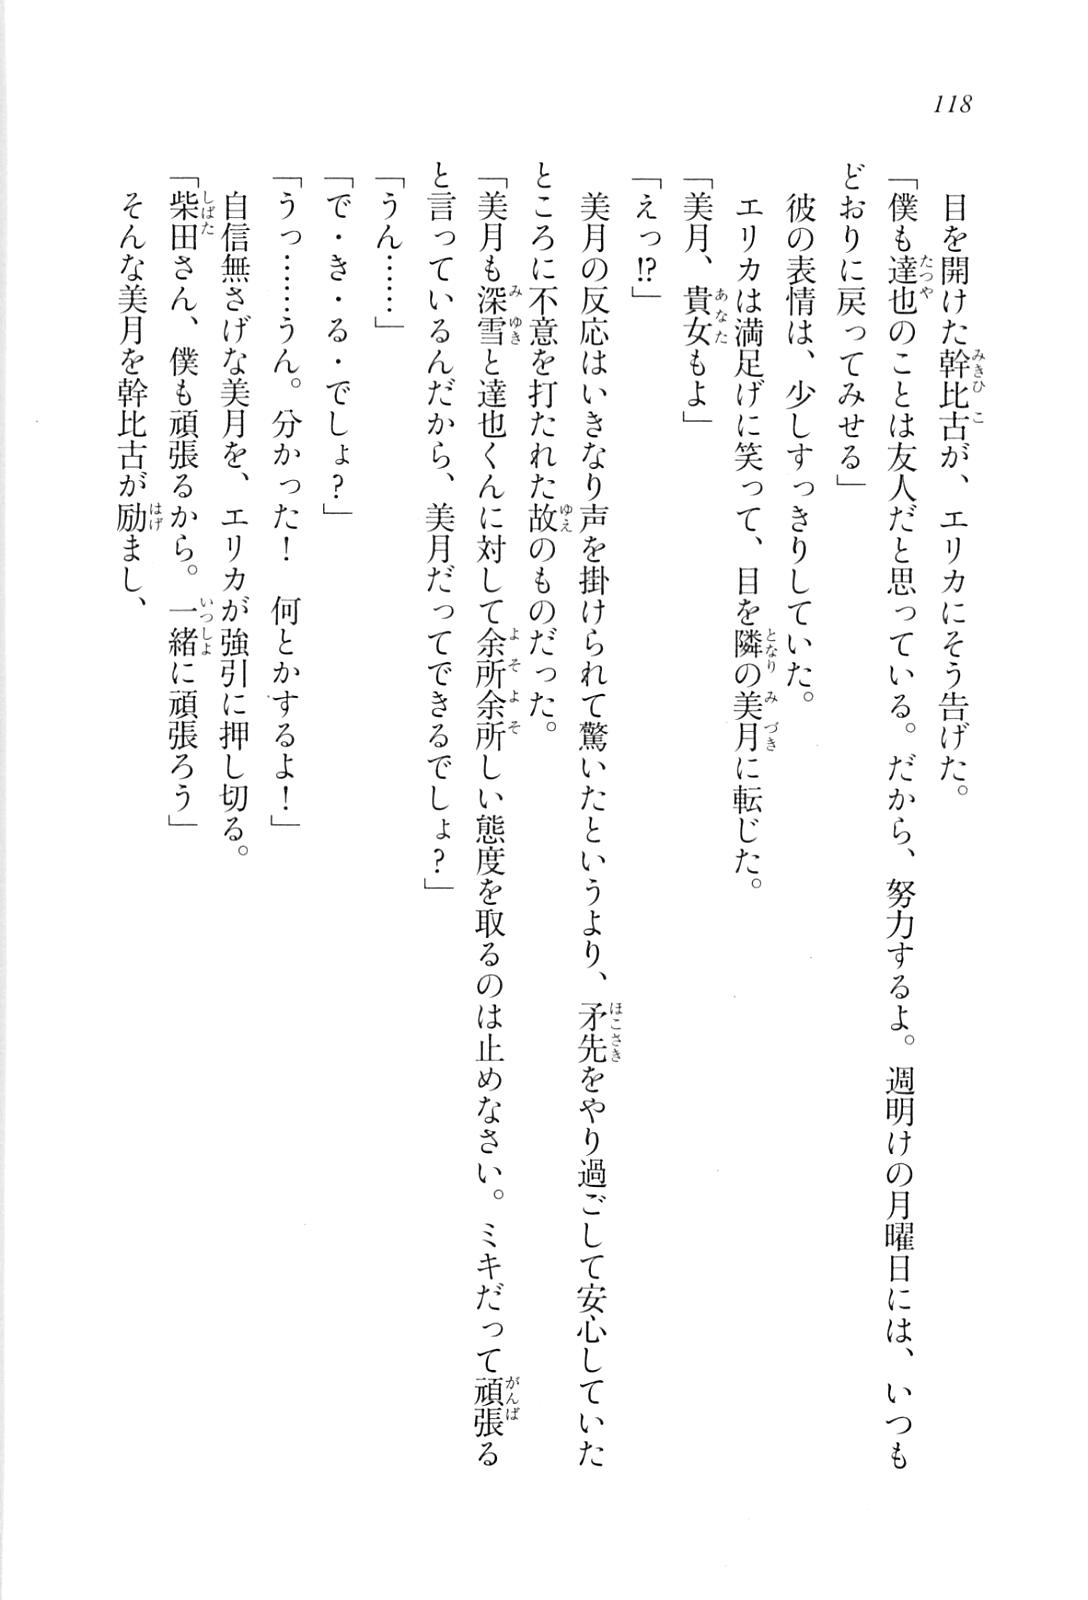 118
目を開けた幹比古が、エリカにそう告げた。
「僕も達也のことは友人だと思っている。だから、努力するよ。週明けの月曜日には、いつも
どおりに戻ってみせる」
彼の表情は、少しすっきりしていた。
エリカは満足げに笑って、目を隣の美月に転じた。
「美月、貴女もよ」
「えっ!?」
美月の反応はいきなり声を掛けられて驚いたというより、矛先をやり過ごして安心していた
ところに不意を打たれた故のものだった。
「美月も深雪と達也くんに対して余所余所しい態度を取るのは止めなさい。ミキだって頑張る
と言っているんだから、美月だってできるでしょ?」
「うん……」
「で・き・る・でしょ?」
「うっ……うん。分かった! 何とかするよ!」
自信無さげな美月を、エリカが強引に押し切る。
「柴田さん、僕も頑張るから。一緒に頑張ろう」
そんな美月を幹比古が励まし、